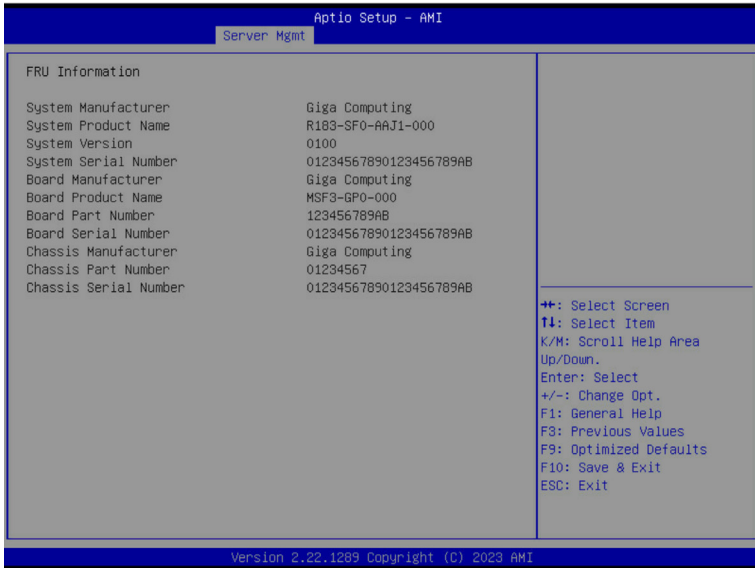 Aptio Setup – AMI
Server Mgmt
FRU Information
System Manufacturer Giga Computing
System Product Name R183-SF0-AAJ1-000
System Version 0100
System Serial Number 01234567890123456789AB
Board Manufacturer Giga Computing
Board Product Name MSF3-GP0-000
Board Part Number 123456789AB
Board Serial Number 01234567890123456789AB
Chassis Manufacturer Giga Computing
Chassis Part Number 01234567
Chassis Serial Number 01234567890123456789AB
→←: Select Screen
↑↓: Select Item
K/M: Scroll Help Area
Up/Down.
Enter: Select
+/-: Change Opt.
F1: General Help
F3: Previous Values
F9: Optimized Defaults
F10: Save & Exit
ESC: Exit
Version 2.22.1289 Copyright (C) 2023 AMI